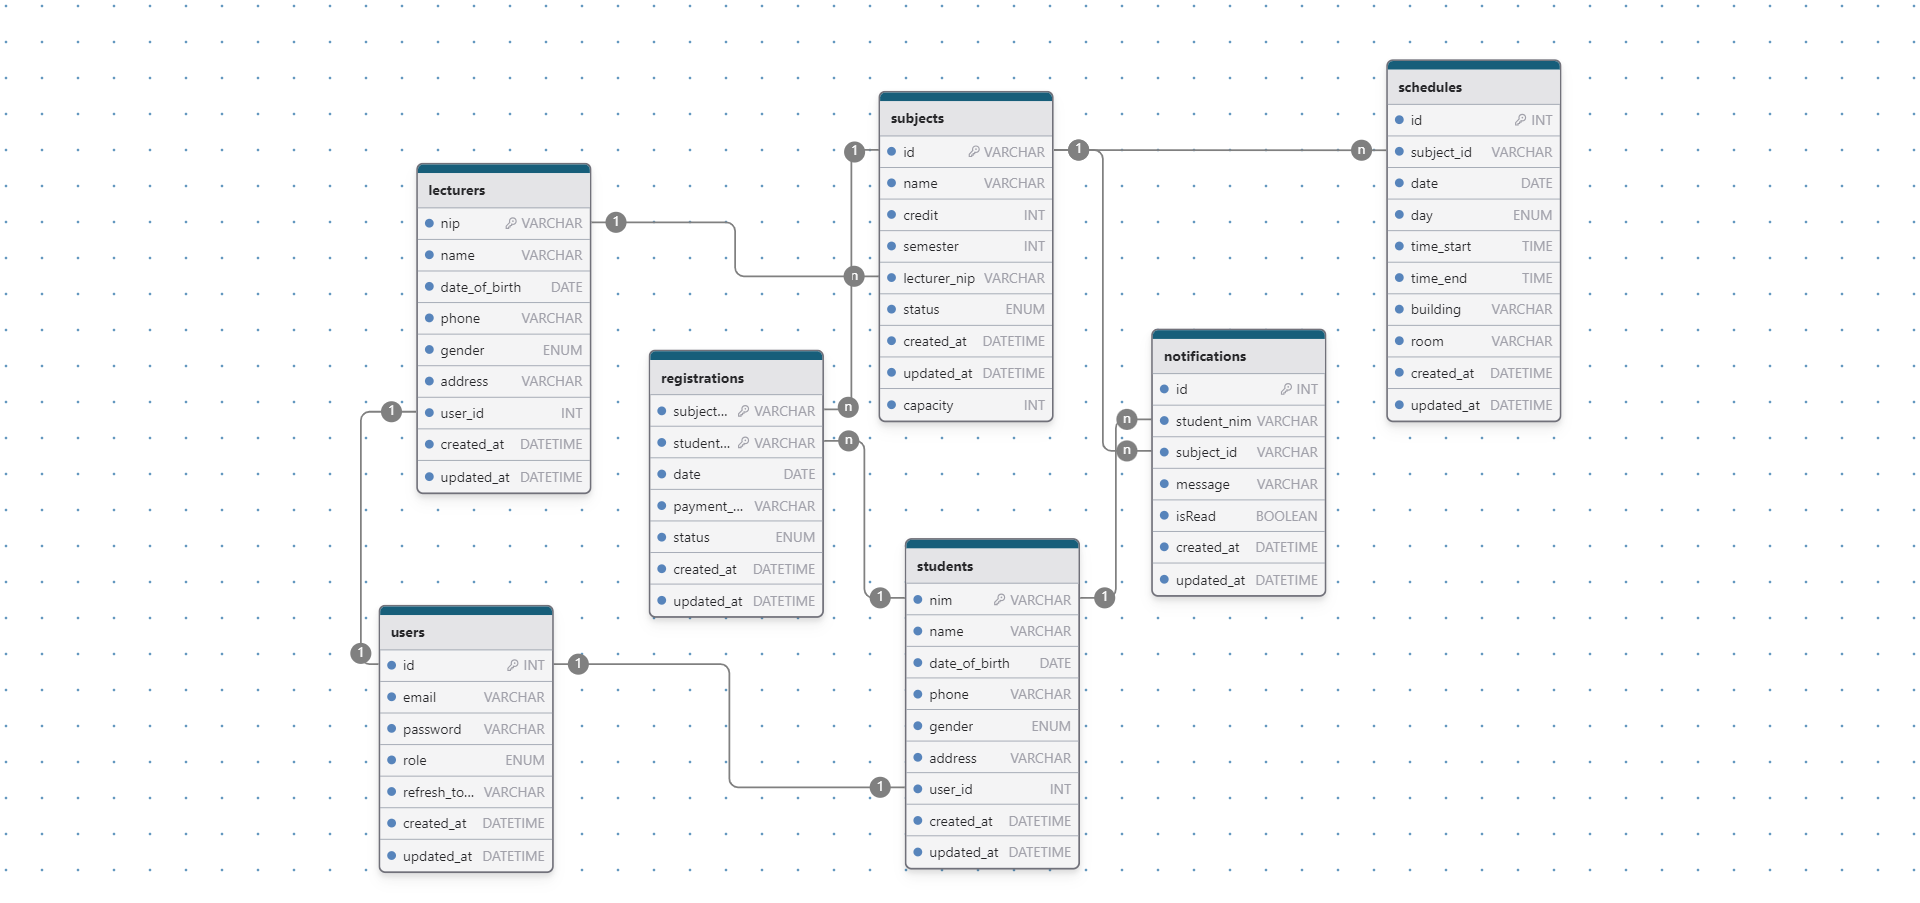 lecturers
nip VARCHAR
name VARCHAR
date_of_birth DATE
phone VARCHAR
gender ENUM
address VARCHAR
user_id INT
created_at DATETIME
updated_at DATETIME
users
id INT
email VARCHAR
password VARCHAR
role ENUM
refresh_to... VARCHAR
created_at DATETIME
updated_at DATETIME
registrations
subject... VARCHAR
student... VARCHAR
date DATE
payment_... VARCHAR
status ENUM
created_at DATETIME
updated_at DATETIME
subjects
id VARCHAR
name VARCHAR
credit INT
semester INT
lecturer_nip VARCHAR
status ENUM
created_at DATETIME
updated_at DATETIME
capacity INT
students
nim VARCHAR
name VARCHAR
date_of_birth DATE
phone VARCHAR
gender ENUM
address VARCHAR
user_id INT
created_at DATETIME
updated_at DATETIME
notifications
id INT
student_nim VARCHAR
subject_id VARCHAR
message VARCHAR
isRead BOOLEAN
created_at DATETIME
updated_at DATETIME
schedules
id INT
subject_id VARCHAR
date DATE
day ENUM
time_start TIME
time_end TIME
building VARCHAR
room VARCHAR
created_at DATETIME
updated_at DATETIME
1
n
1
n
1
n
n
1
1
n
n
1
1
1
1
1